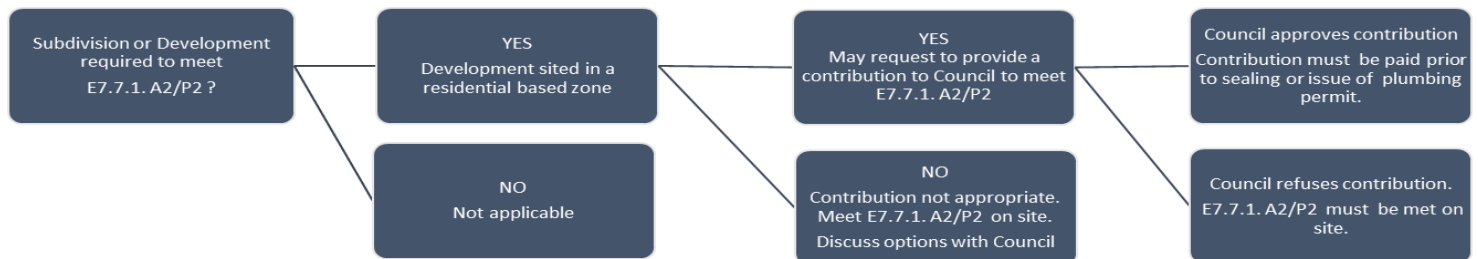 Subdivision or Development
required to meet
E7.7.1. A2/P2 ?
YES
Development sited in a
residential based zone
NO
Not applicable
YES
May request to provide a
contribution to Council to meet
E7.7.1. A2/P2
NO
Contribution not appropriate.
Meet E7.7.1. A2/P2 on site.
Discuss options with Council
Council approves contribution
Contribution must be paid prior
to sealing or issue of plumbing
permit.
Council refuses contribution.
E7.7.1. A2/P2 must be met on
site.